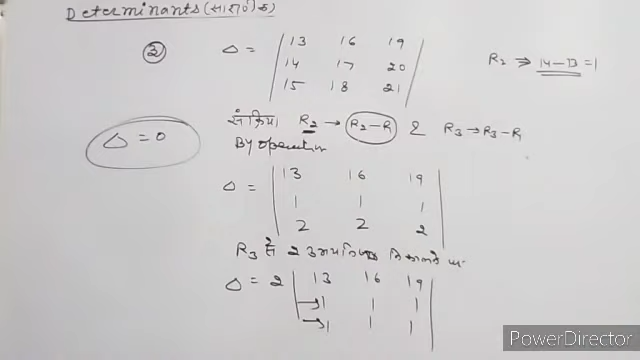 Determinants (सारणिक)
② Δ = | 13 16 19 |
| 14 17 20 |
| 15 18 21 |
R₂ ⇒ 14-13=1
संक्रिया R₂ → R₂-R₁ & R₃ → R₃-R₁
By operation
Δ = 0
Δ = | 13 16 19 |
| 1 1 1 |
| 2 2 2 |
R₃ से 2 उभयनिष्ठ निकालने पर
Δ = 2 | 13 16 19 |
| → 1 1 1 |
| → 1 1 1 |
PowerDirector